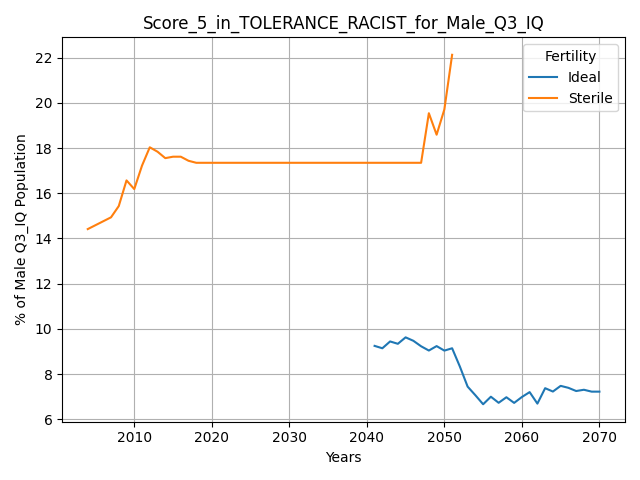 Score_5_in_TOLERANCE_RACIST_for_Male_Q3_IQ
Fertility
Ideal
Sterile
% of Male Q3_IQ Population
22
20
18
16
14
12
10
8
6
2010 2020 2030 2040 2050 2060 2070
Years